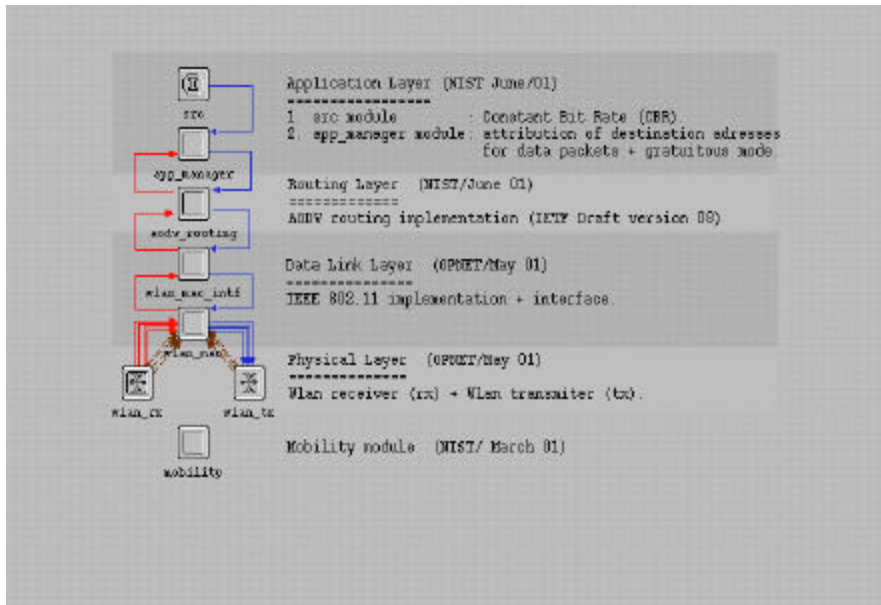 Application Layer (NIST June/01)
=================
src
1  src module : Constant Bit Rate (CBR).
2. app_manager module: attribution of destination adresses
for data packets + gratuitous mode.
app_manager
Routing Layer (NIST/June 01)
=============
AODV routing implementation (IETF Draft version 08)
aodv_routing
Data Link Layer (OPNET/May 01)
===============
wlan_mac_intf
IEEE 802.11 implementation + interface.
wlan_mac
Physical Layer (OPNET/May 01)
==============
Wlan receiver (rx) + Wlan transmiter (tx).
wlan_rx
wlan_tx
Mobility module (NIST/ March 01)
mobility